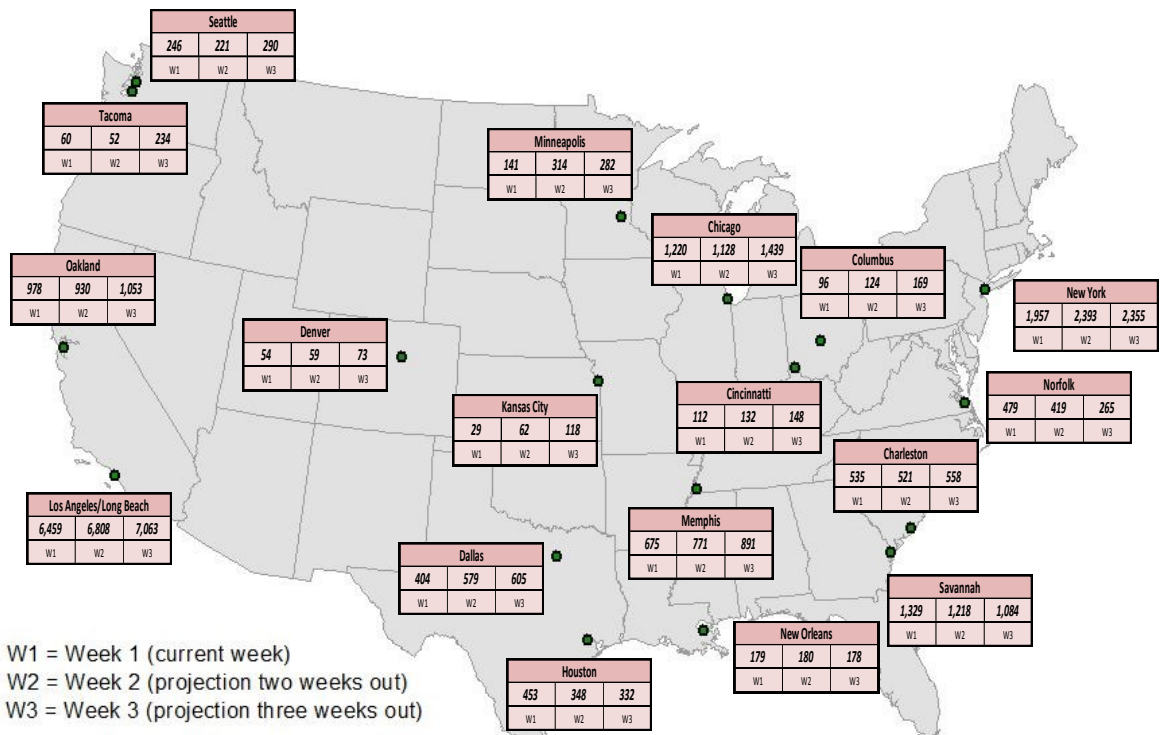 Seattle
246 221 290
W1 W2 W3
Tacoma
60 52 234
W1 W2 W3
Minneapolis
141 314 282
W1 W2 W3
Chicago
1,220 1,128 1,439
W1 W2 W3
Columbus
96 124 169
W1 W2 W3
Oakland
978 930 1,053
W1 W2 W3
New York
1,957 2,393 2,355
W1 W2 W3
Denver
54 59 73
W1 W2 W3
Norfolk
479 419 265
W1 W2 W3
Cincinnatti
112 132 148
W1 W2 W3
Kansas City
29 62 118
W1 W2 W3
Charleston
535 521 558
W1 W2 W3
Los Angeles/Long Beach
6,459 6,808 7,063
W1 W2 W3
Memphis
675 771 891
W1 W2 W3
Dallas
404 579 605
W1 W2 W3
Savannah
1,329 1,218 1,084
W1 W2 W3
New Orleans
179 180 178
W1 W2 W3
Houston
453 348 332
W1 W2 W3
W1 = Week 1 (current week)
W2 = Week 2 (projection two weeks out)
W3 = Week 3 (projection three weeks out)